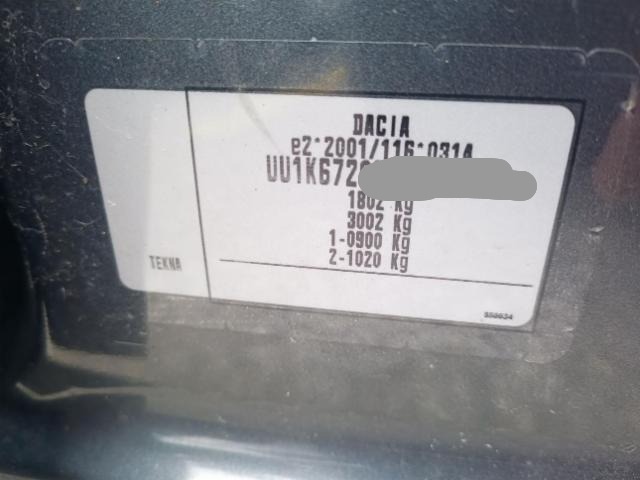 DACIA
e2*2001/116*0314
UU1K672
1802 Kg
3002 Kg
1-0900 Kg
2-1020 Kg
TEKNA